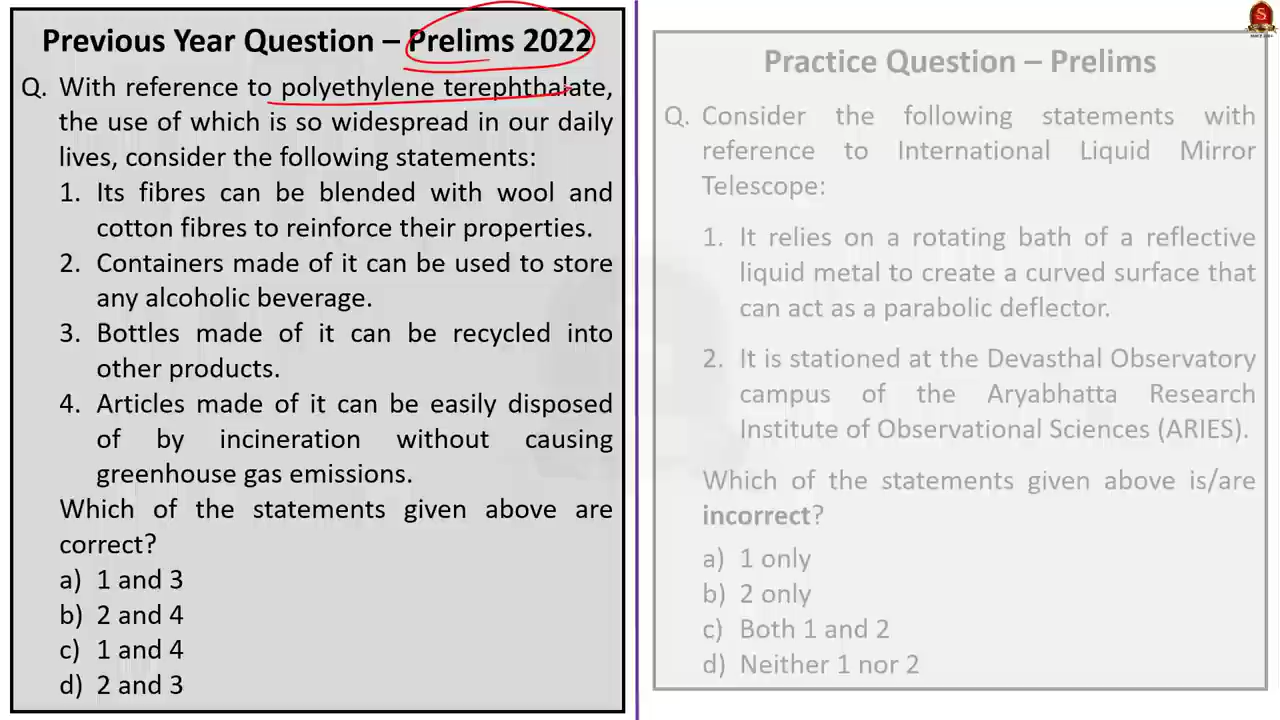 Previous Year Question – Prelims 2022
Q. With reference to polyethylene terephthalate,
the use of which is so widespread in our daily
lives, consider the following statements:
1. Its fibres can be blended with wool and
cotton fibres to reinforce their properties.
2. Containers made of it can be used to store
any alcoholic beverage.
3. Bottles made of it can be recycled into
other products.
4. Articles made of it can be easily disposed
of by incineration without causing
greenhouse gas emissions.
Which of the statements given above are
correct?
a) 1 and 3
b) 2 and 4
c) 1 and 4
d) 2 and 3
Practice Question – Prelims
Q. Consider the following statements with
reference to International Liquid Mirror
Telescope:
1. It relies on a rotating bath of a reflective
liquid metal to create a curved surface that
can act as a parabolic deflector.
2. It is stationed at the Devasthal Observatory
campus of the Aryabhatta Research
Institute of Observational Sciences (ARIES).
Which of the statements given above is/are
incorrect?
a) 1 only
b) 2 only
c) Both 1 and 2
d) Neither 1 nor 2